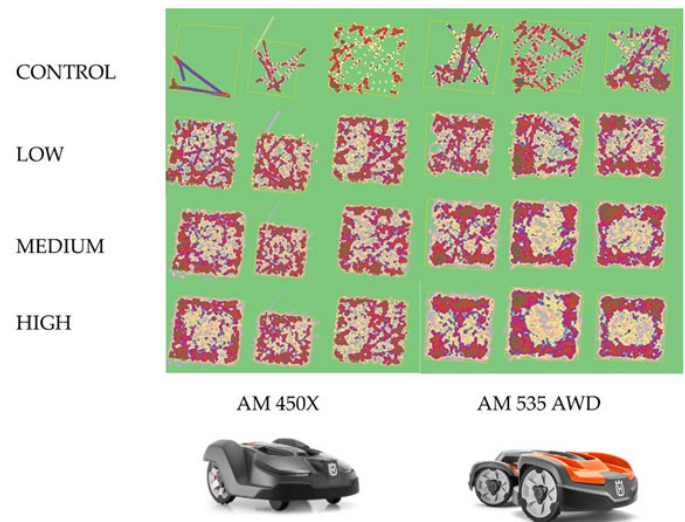 CONTROL
LOW
MEDIUM
HIGH
AM 450X
AM 535 AWD